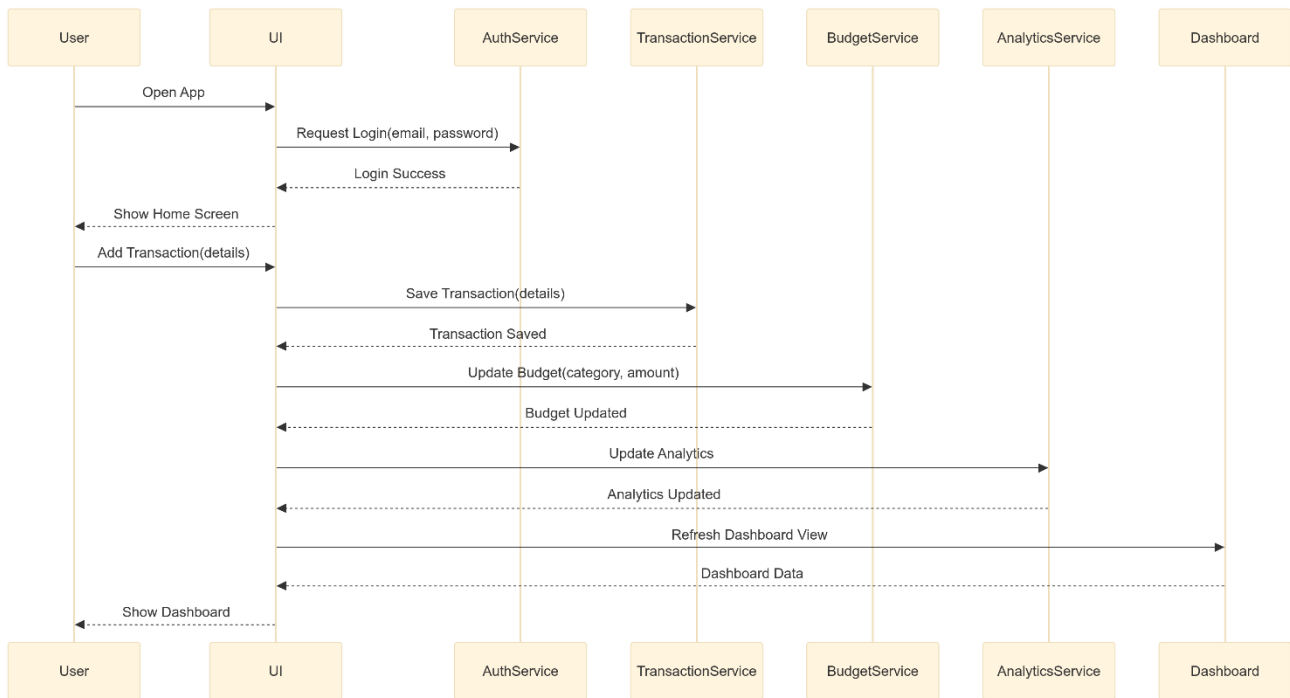 User
UI
AuthService
TransactionService
BudgetService
AnalyticsService
Dashboard
Open App
Request Login(email, password)
Login Success
Show Home Screen
Add Transaction(details)
Save Transaction(details)
Transaction Saved
Update Budget(category, amount)
Budget Updated
Update Analytics
Analytics Updated
Refresh Dashboard View
Dashboard Data
Show Dashboard
User
UI
AuthService
TransactionService
BudgetService
AnalyticsService
Dashboard